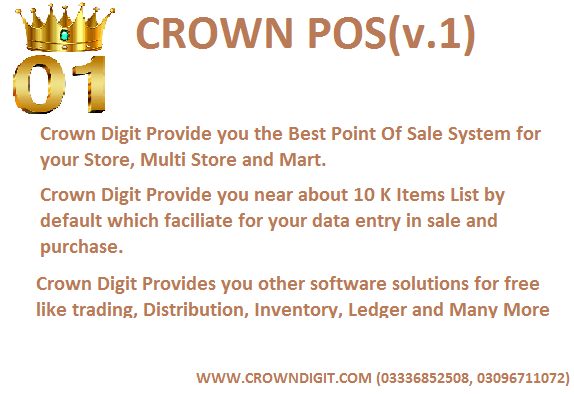 CROWN POS(v.1)
01
Crown Digit Provide you the Best Point Of Sale System for
your Store, Multi Store and Mart.
Crown Digit Provide you near about 10 K Items List by
default which faciliate for your data entry in sale and
purchase.
Crown Digit Provides you other software solutions for free
like trading, Distribution, Inventory, Ledger and Many More
WWW.CROWNDIGIT.COM (03336852508, 03096711072)